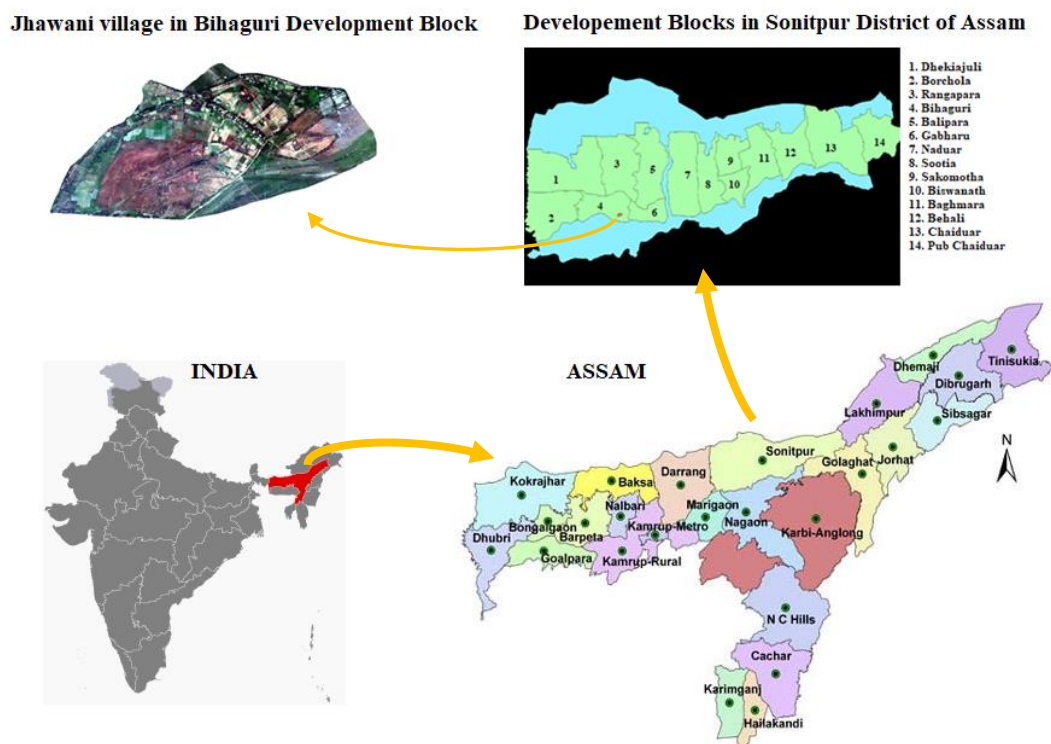 Jhawani village in Bihaguri Development Block
Developement Blocks in Sonitpur District of Assam
1. Dhekiajuli
2. Borchola
3. Rangapara
4. Bihaguri
5. Balipara
6. Gabharu
7. Naduar
8. Sootia
9. Sakomotha
10. Biswanath
11. Baghmara
12. Behali
13. Chaiduar
14. Pub Chaiduar
1
2
3
4
5
6
7
8
9
10
11
12
13
14
INDIA
ASSAM
N
Dhemaji
Tinisukia
Dibrugarh
Lakhimpur
Sibsagar
Sonitpur
Golaghat
Jorhat
Kokrajhar
Baksa
Darrang
Nalbari
Marigaon
Nagaon
Bongaigaon
Barpeta
Kamrup-Metro
Karbi-Anglong
Dhubri
Goalpara
Kamrup-Rural
N C Hills
Cachar
Karimganj
Hailakandi